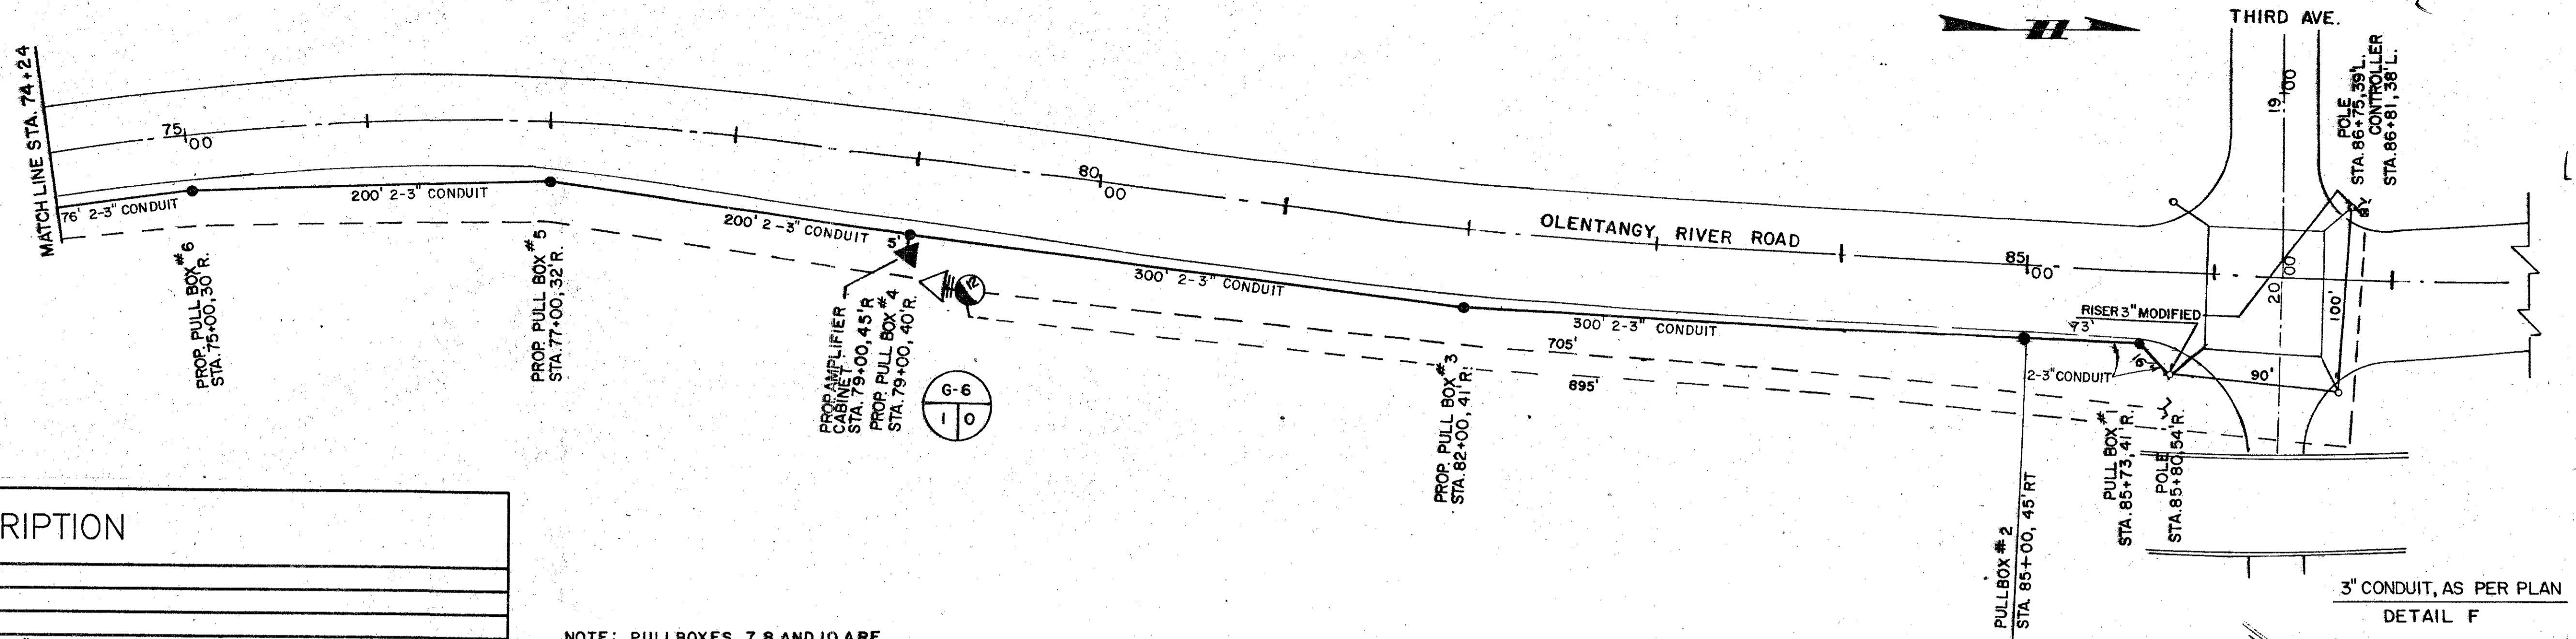 THIRD AVE.
MATCH LINE STA. 74+24
75
00
76' 2-3" CONDUIT
200' 2-3" CONDUIT
PROP. PULL BOX #6
STA. 75+00, 30' R.
PROP. PULL BOX #5
STA. 77+00, 32' R.
200' 2-3" CONDUIT
5'
PROP. AMPLIFIER
CABINET
STA. 79+00, 45' R
PROP. PULL BOX #4
STA. 79+00, 40' R.
12
G-6
1 0
80
00
300' 2-3" CONDUIT
OLENTANGY RIVER ROAD
PROP. PULL BOX #3
STA. 82+00, 41' R.
300' 2-3" CONDUIT
705'
895'
85
00
PULLBOX #2
STA. 85+00, 45' RT
RISER 3" MODIFIED
73'
16'
2-3" CONDUIT
90'
100'
PULL BOX #1
STA. 85+73, 41' R.
POLE
STA. 85+80, 54' R.
19
00
20
00
POLE
STA. 86+75, 39' L.
CONTROLLER
STA. 86+81, 38' L.
3" CONDUIT, AS PER PLAN
DETAIL F
RIPTION
NOTE: PULLBOXES 7, 8 AND 10 ARE